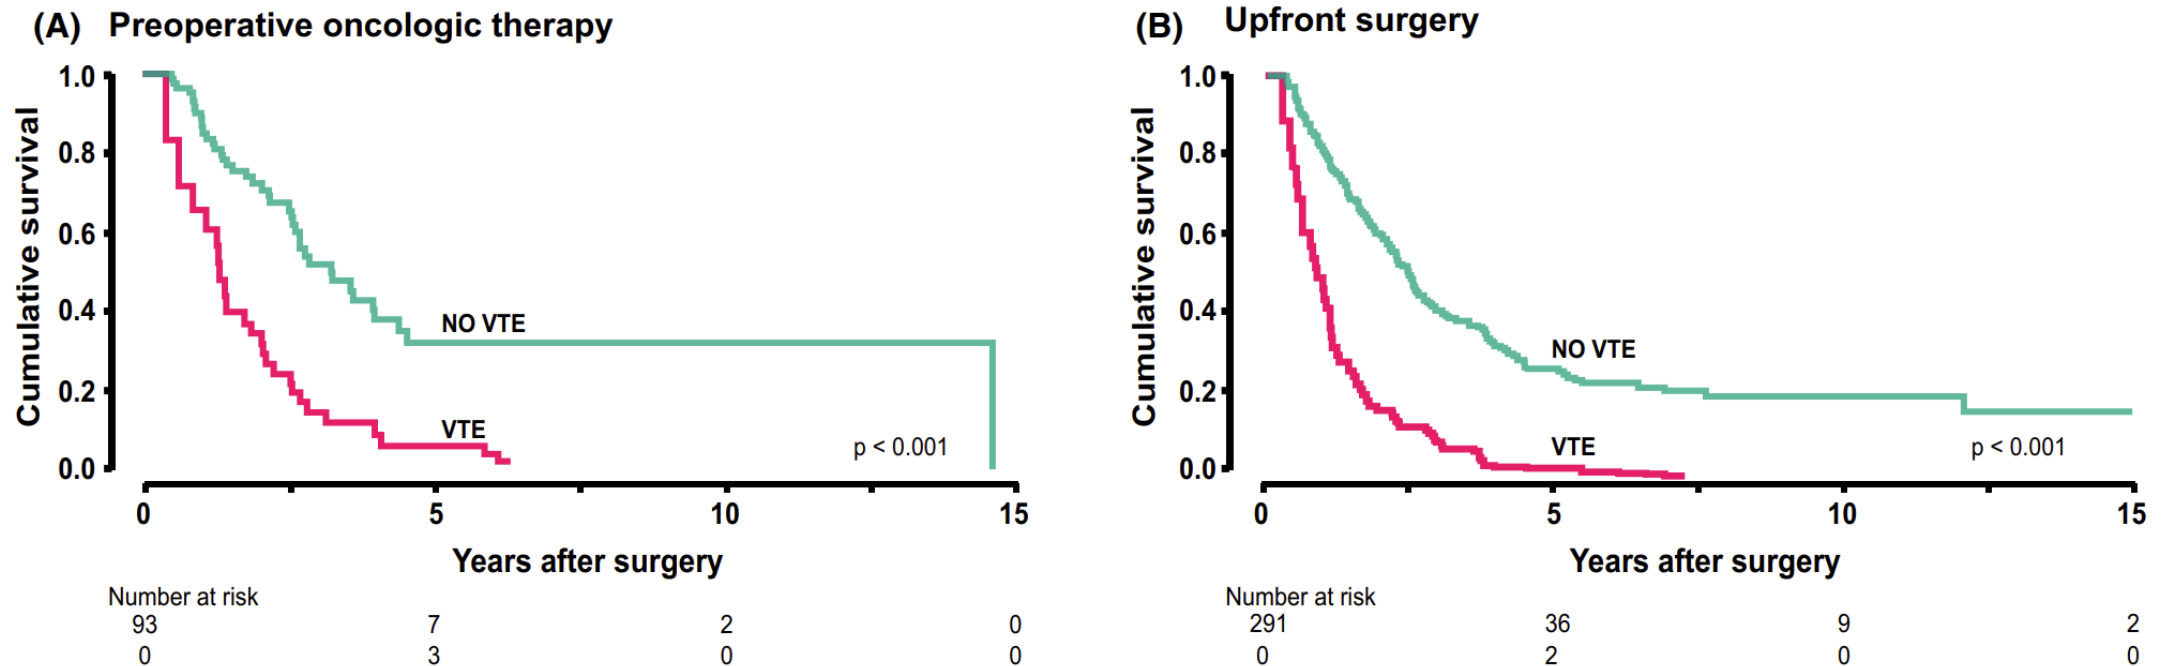 (A) Preoperative oncologic therapy
Cumulative survival
1.0
0.8
0.6
0.4
0.2
0.0
NO VTE
VTE
p < 0.001
0 5 10 15
Years after surgery
Number at risk
93 7 2 0
0 3 0 0
(B) Upfront surgery
Cumulative survival
1.0
0.8
0.6
0.4
0.2
0.0
NO VTE
VTE
p < 0.001
0 5 10 15
Years after surgery
Number at risk
291 36 9 2
0 2 0 0